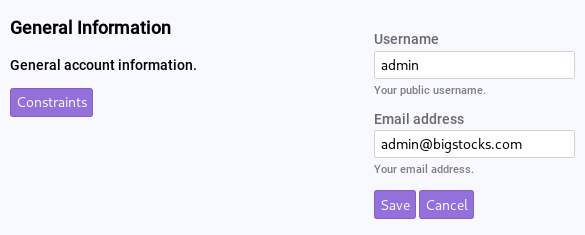 General Information
General account information.
Constraints
Username
admin
Your public username.
Email address
admin@bigstocks.com
Your email address.
Save Cancel